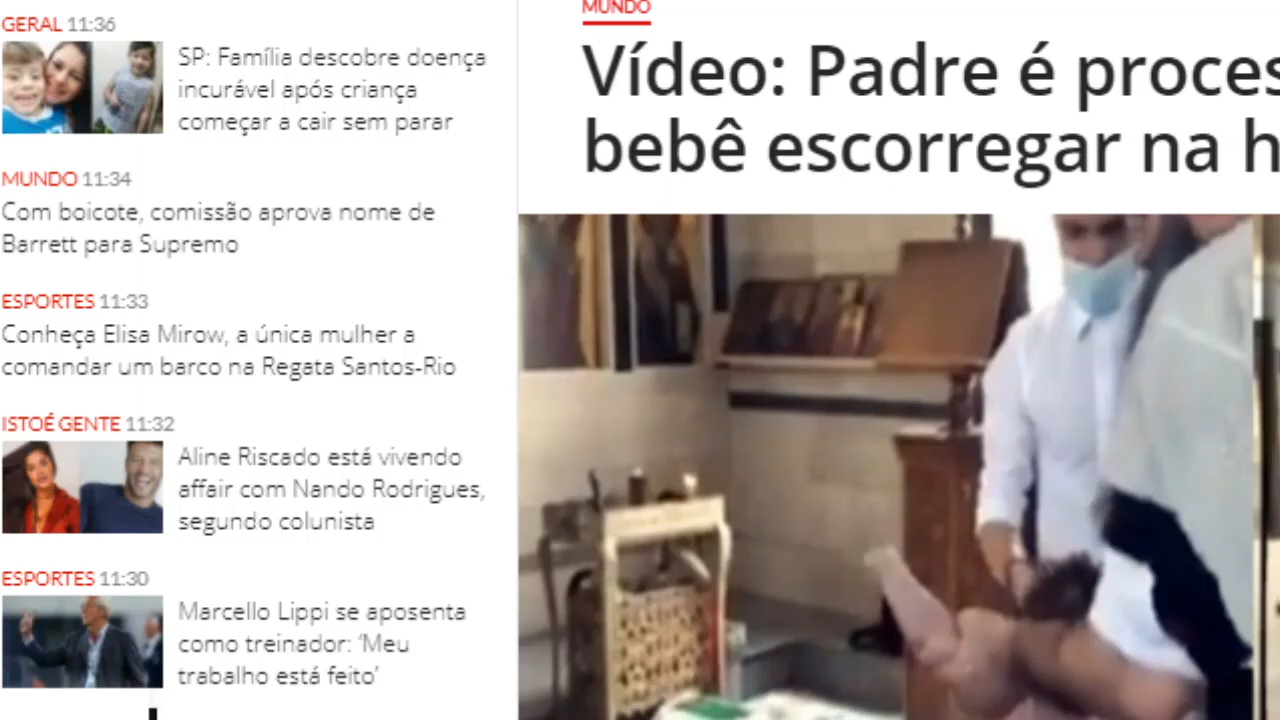 GERAL 11:36
SP: Família descobre doença
incurável após criança
começar a cair sem parar
MUNDO 11:34
Com boicote, comissão aprova nome de
Barrett para Supremo
ESPORTES 11:33
Conheça Elisa Mirow, a única mulher a
comandar um barco na Regata Santos-Rio
ISTOÉ GENTE 11:32
Aline Riscado está vivendo
affair com Nando Rodrigues,
segundo colunista
ESPORTES 11:30
Marcello Lippi se aposenta
como treinador: ‘Meu
trabalho está feito’
MUNDO
Vídeo: Padre é proces
bebê escorregar na h